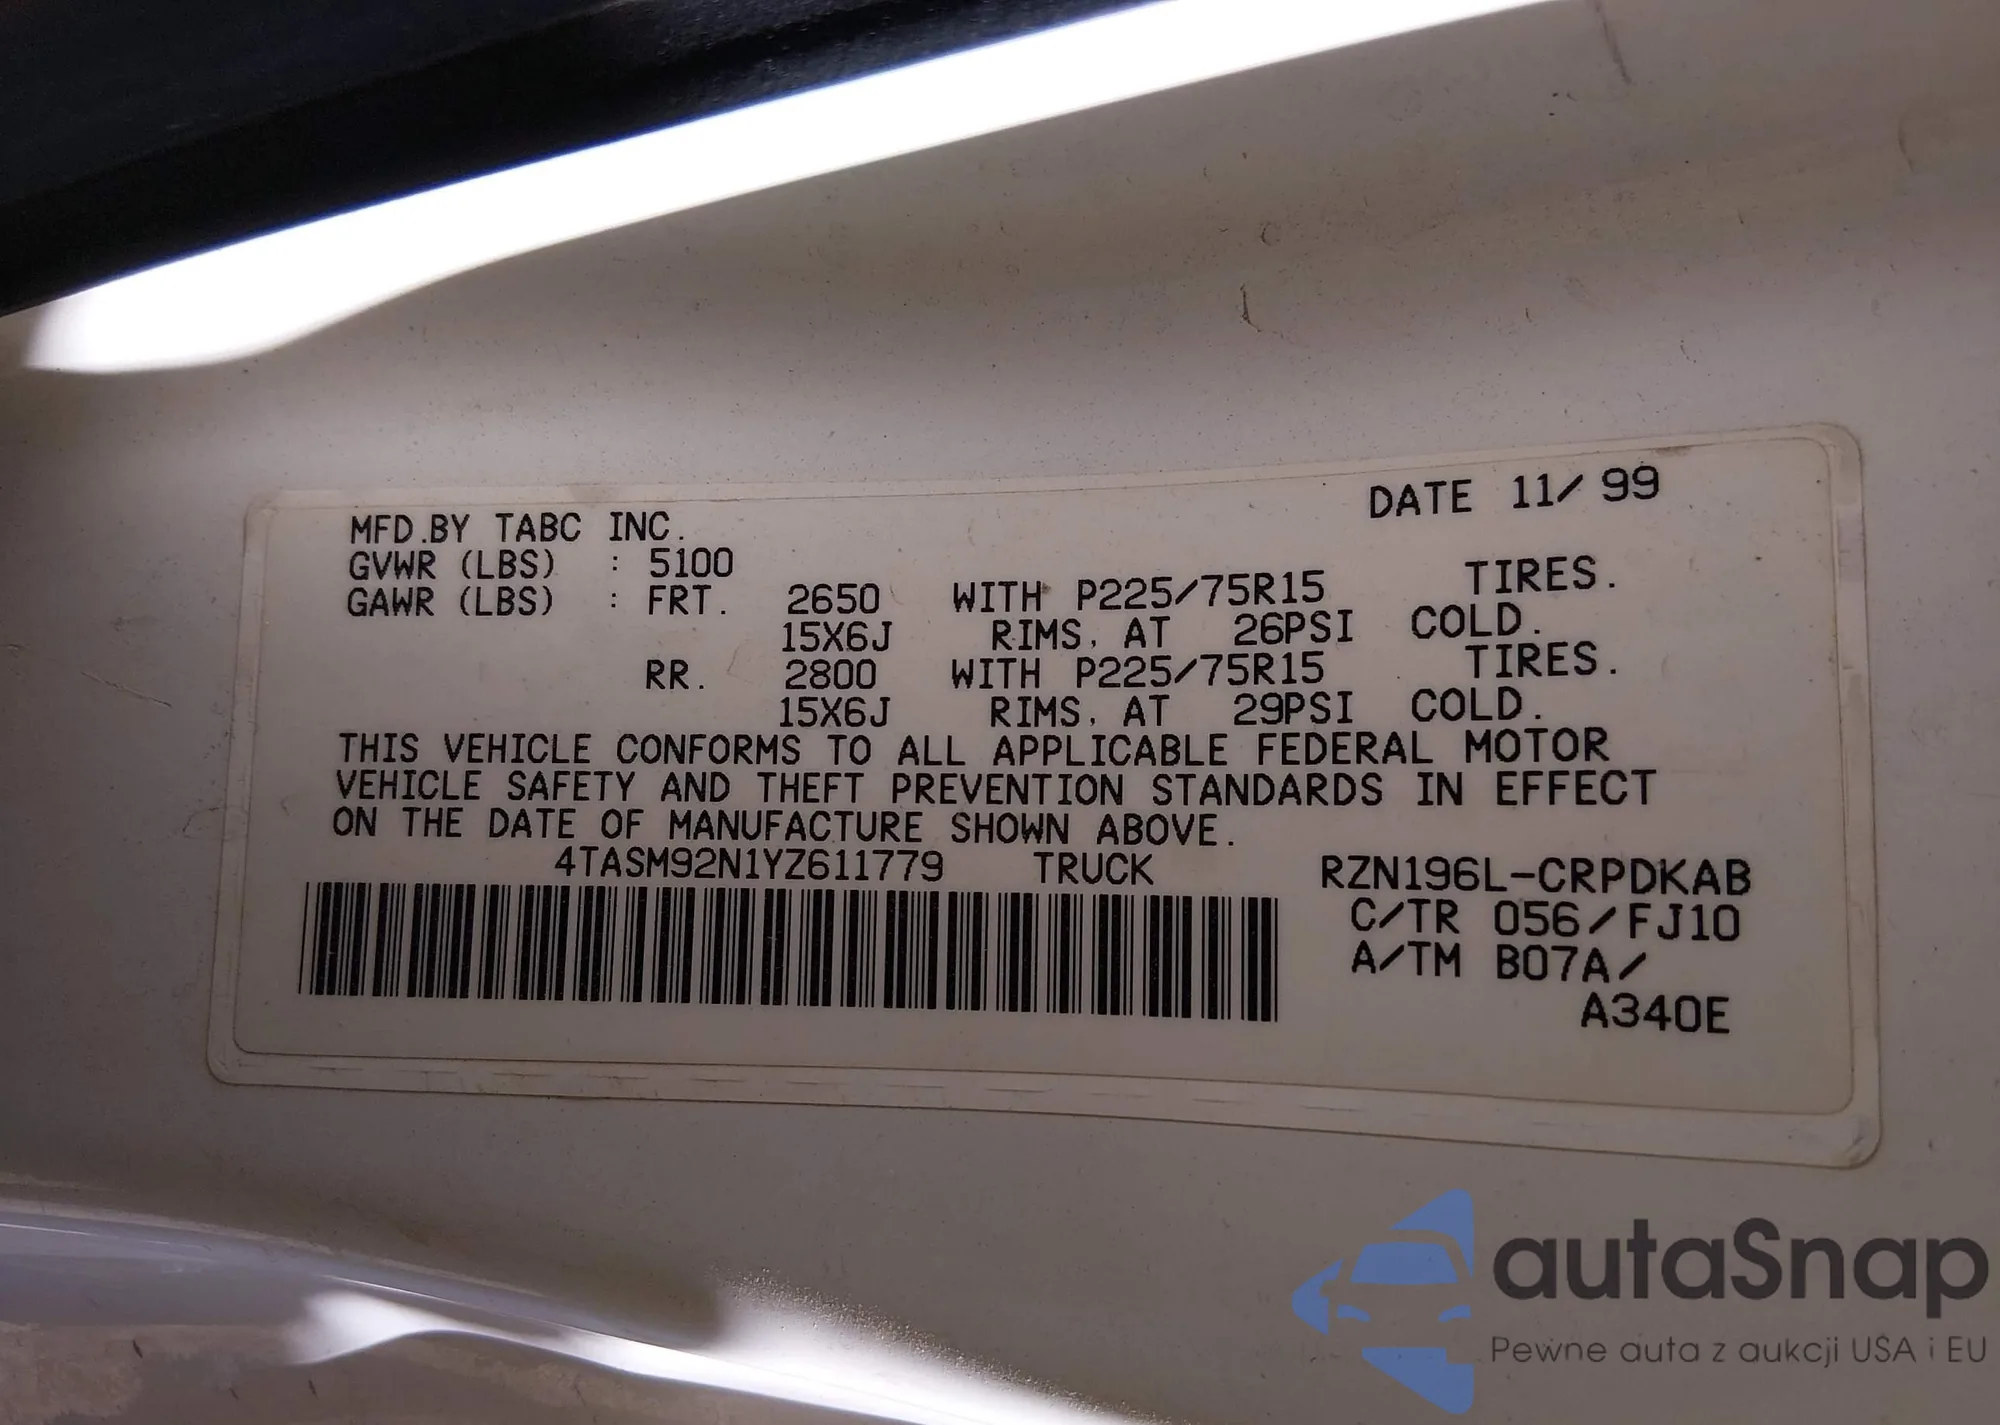 DATE 11/99
MFD.BY TABC INC.
GVWR (LBS) : 5100
GAWR (LBS) : FRT. 2650 WITH P225/75R15 TIRES.
15X6J RIMS, AT 26PSI COLD.
RR. 2800 WITH P225/75R15 TIRES.
15X6J RIMS, AT 29PSI COLD.
THIS VEHICLE CONFORMS TO ALL APPLICABLE FEDERAL MOTOR
VEHICLE SAFETY AND THEFT PREVENTION STANDARDS IN EFFECT
ON THE DATE OF MANUFACTURE SHOWN ABOVE.
4TASM92N1YZ611779 TRUCK RZN196L-CRPDKAB
C/TR 056/FJ10
A/TM B07A/
A340E
autaSnap
Pewne auta z aukcji USA i EU